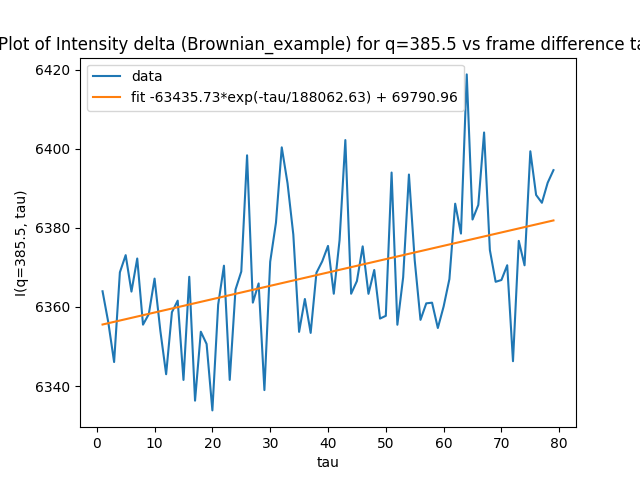 Plot of Intensity delta (Brownian_example) for q=385.5 vs frame difference ta
6420
6400
6380
6360
6340
I(q=385.5, tau)
data
fit -63435.73*exp(-tau/188062.63) + 69790.96
0 10 20 30 40 50 60 70 80
tau